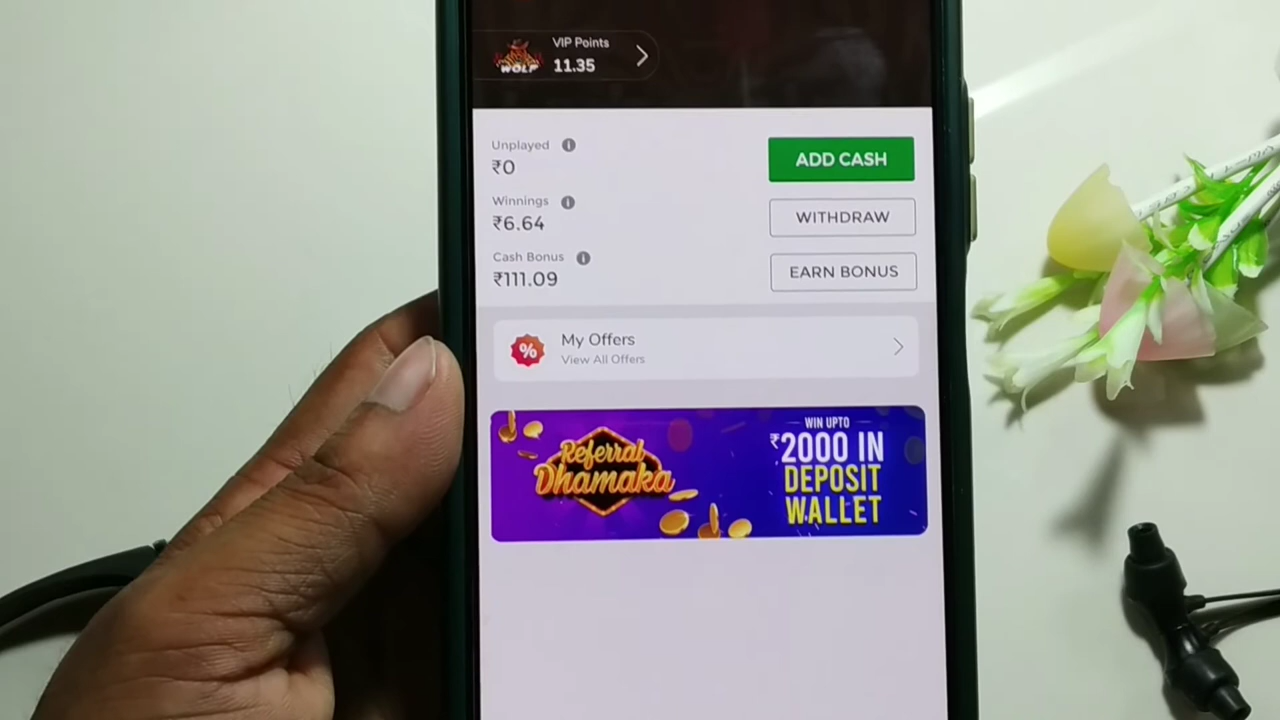 VIP Points
WOLF
11.35
Unplayed
₹0
ADD CASH
Winnings
₹6.64
WITHDRAW
Cash Bonus
₹111.09
EARN BONUS
%
My Offers
View All Offers
Referral
Dhamaka
WIN UPTO
₹2000 IN
DEPOSIT
WALLET